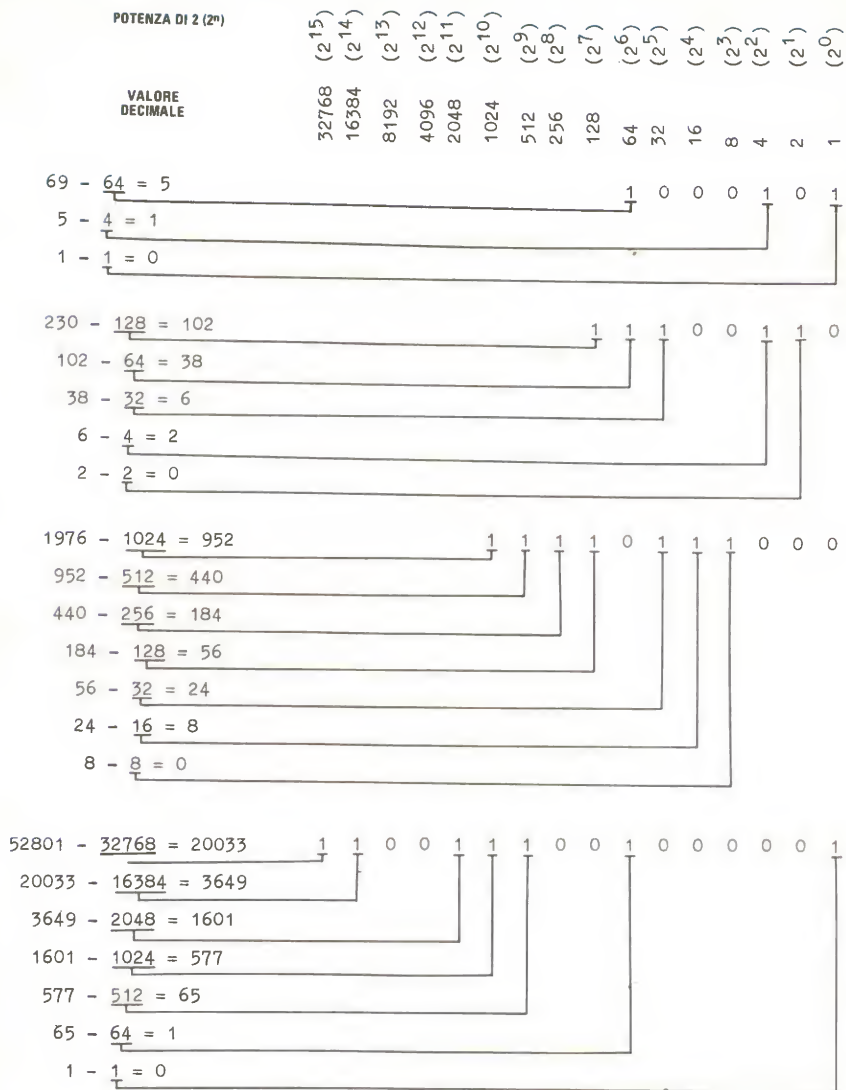 POTENZA DI 2 (2ⁿ) (2¹⁵) (2¹⁴) (2¹³) (2¹²) (2¹¹) (2¹⁰) (2⁹) (2⁸) (2⁷) (2⁶) (2⁵) (2⁴) (2³) (2²) (2¹) (2⁰)
VALORE
DECIMALE 32768 16384 8192 4096 2048 1024 512 256 128 64 32 16 8 4 2 1
69 - 64 = 5 1 0 0 0 1 0 1
5 - 4 = 1
1 - 1 = 0
230 - 128 = 102 1 1 1 0 0 1 1 0
102 - 64 = 38
38 - 32 = 6
6 - 4 = 2
2 - 2 = 0
1976 - 1024 = 952 1 1 1 1 0 1 1 1 0 0 0
952 - 512 = 440
440 - 256 = 184
184 - 128 = 56
56 - 32 = 24
24 - 16 = 8
8 - 8 = 0
52801 - 32768 = 20033 1 1 0 0 1 1 1 0 0 1 0 0 0 0 0 1
20033 - 16384 = 3649
3649 - 2048 = 1601
1601 - 1024 = 577
577 - 512 = 65
65 - 64 = 1
1 - 1 = 0